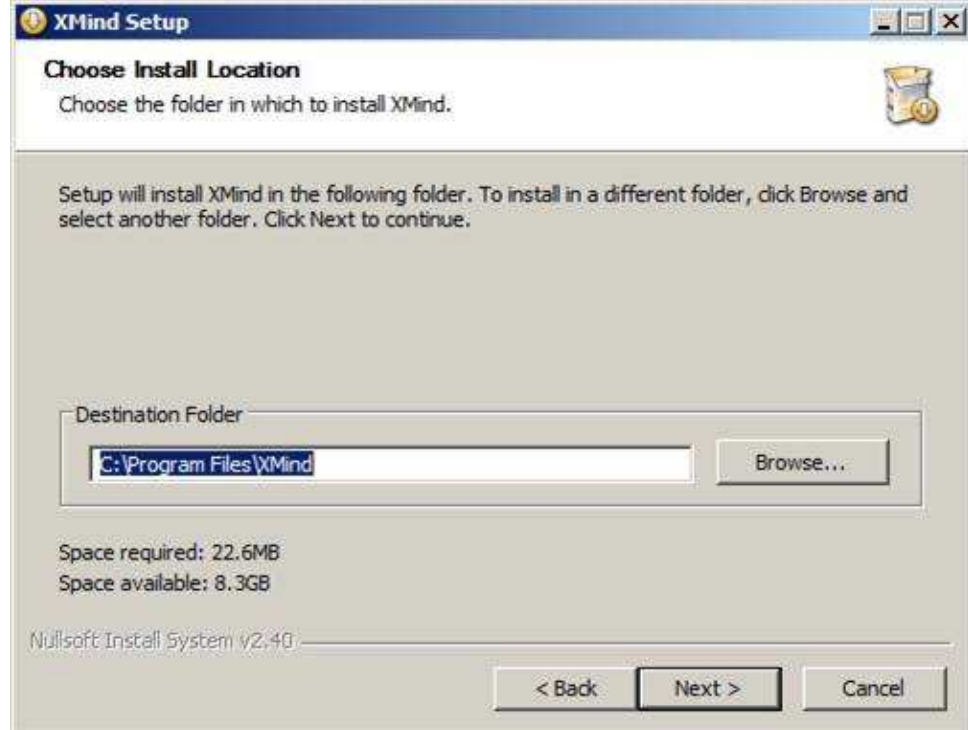 XMind Setup
Choose Install Location
Choose the folder in which to install XMind.
Setup will install XMind in the following folder. To install in a different folder, click Browse and
select another folder. Click Next to continue.
Destination Folder
C:\Program Files\XMind
Browse...
Space required: 22.6MB
Space available: 8.3GB
Nullsoft Install System v2.40
< Back Next > Cancel